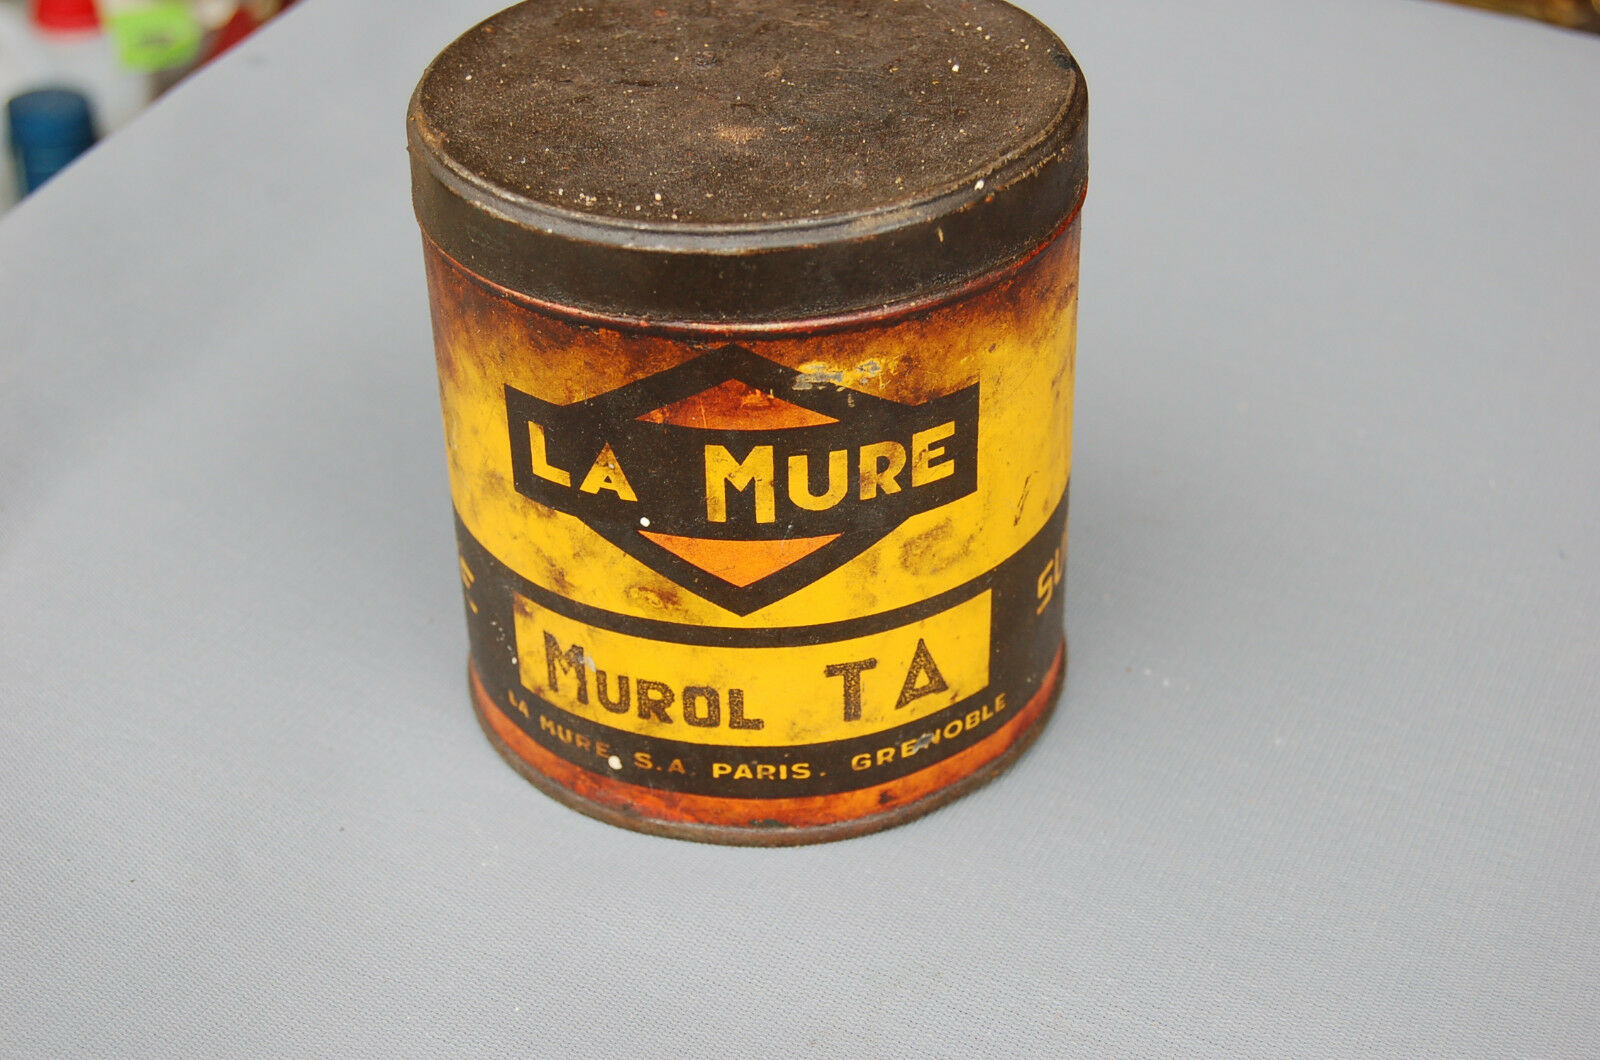 LA MURE
MUROL TA
LA MURE S.A. PARIS. GRENOBLE